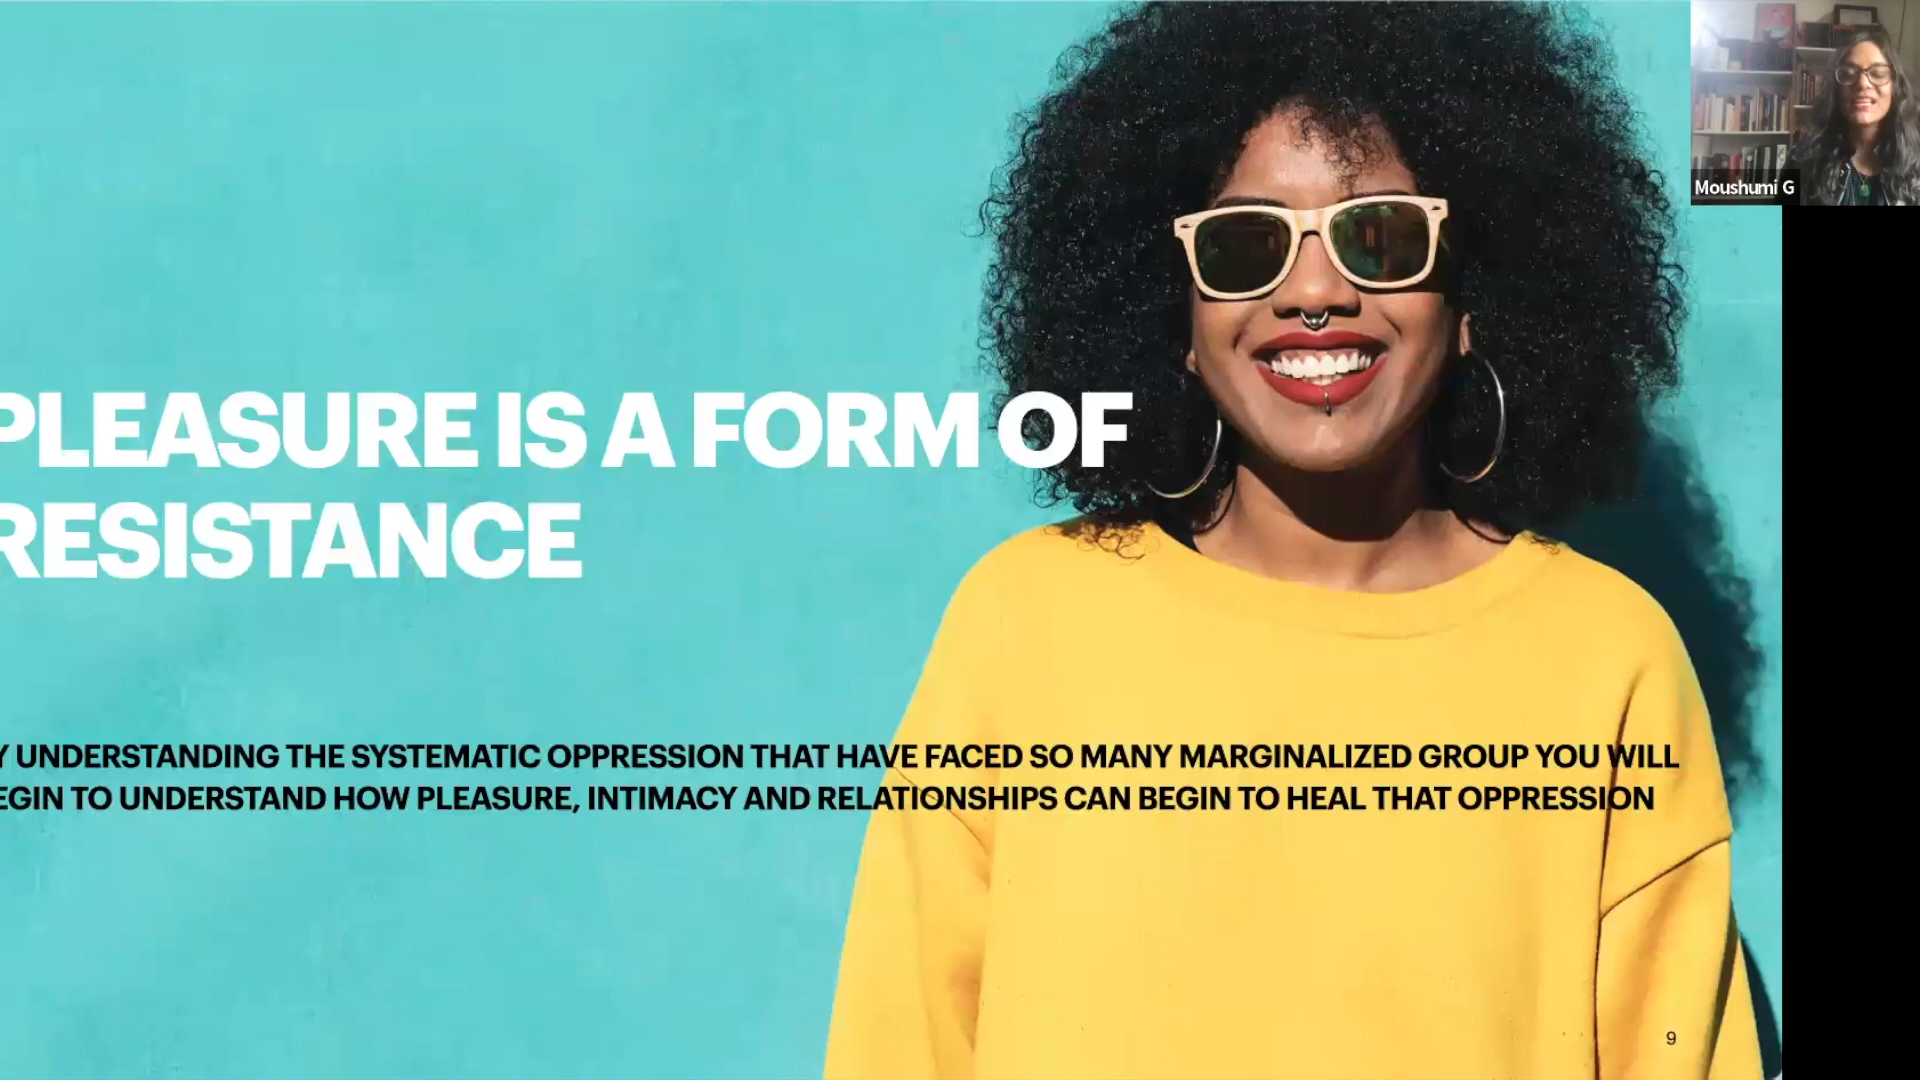 PLEASURE IS A FORM OF
RESISTANCE
Y UNDERSTANDING THE SYSTEMATIC OPPRESSION THAT HAVE FACED SO MANY MARGINALIZED GROUP YOU WILL
EGIN TO UNDERSTAND HOW PLEASURE, INTIMACY AND RELATIONSHIPS CAN BEGIN TO HEAL THAT OPPRESSION
9
Moushumi G